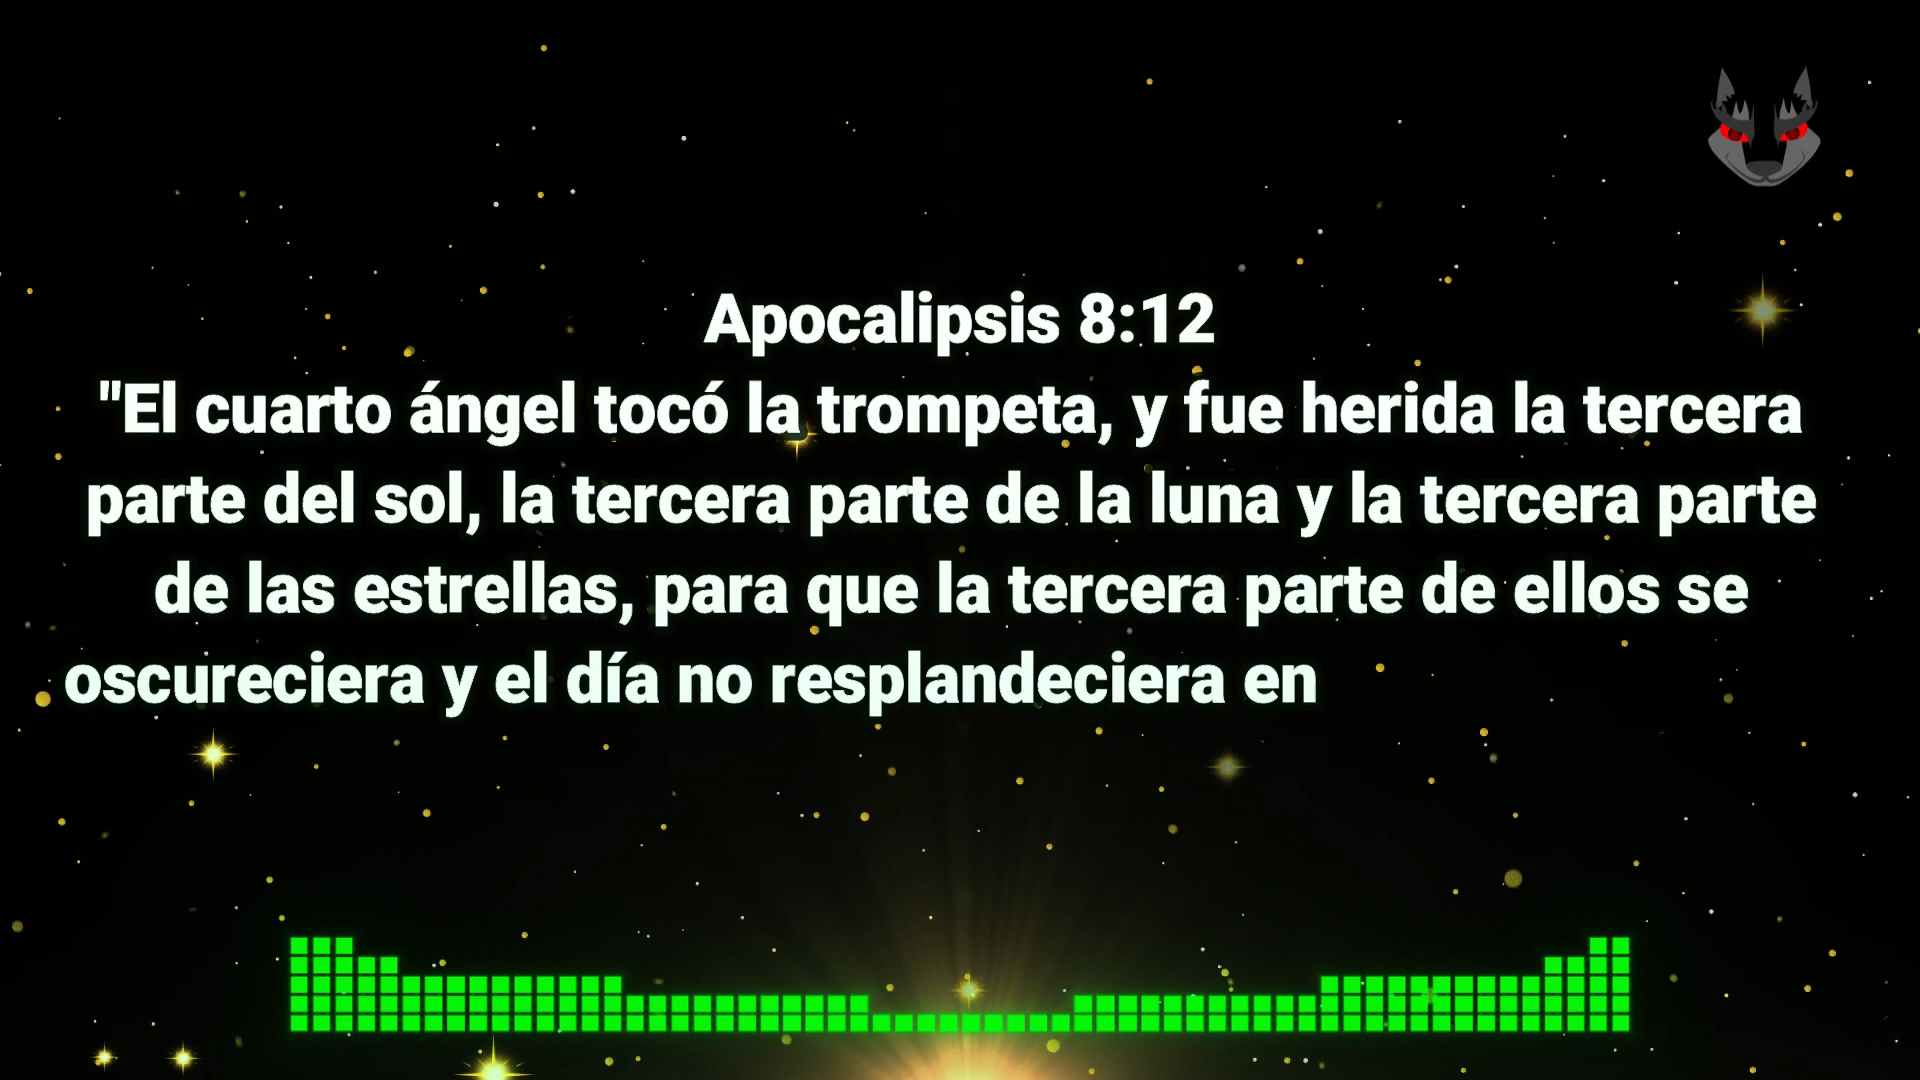 Apocalipsis 8:12
"El cuarto ángel tocó la trompeta, y fue herida la tercera
parte del sol, la tercera parte de la luna y la tercera parte
de las estrellas, para que la tercera parte de ellos se
oscureciera y el día no resplandeciera en